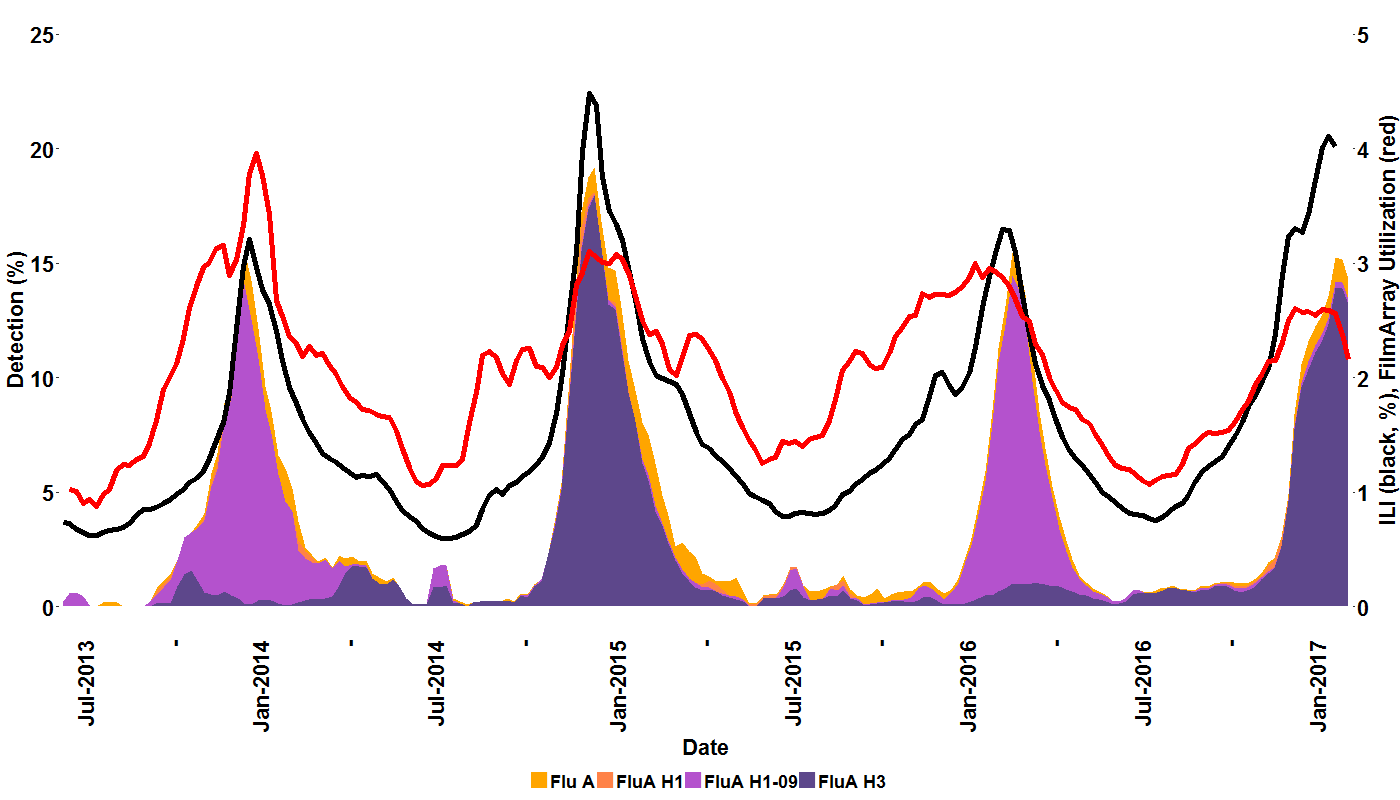 25
20
15
10
5
0
Detection (%)
5
4
3
2
1
0
ILI (black, %), FilmArray Utilization (red)
Jul-2013
-
Jan-2014
-
Jul-2014
-
Jan-2015
-
Jul-2015
-
Jan-2016
-
Jul-2016
-
Jan-2017
Date
Flu A FluA H1 FluA H1-09 FluA H3